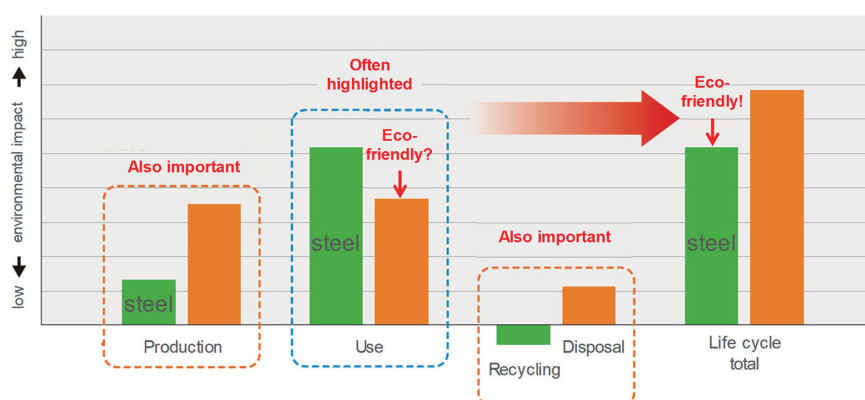 high
environmental impact
low
Often
highlighted
Eco-
friendly!
Eco-
friendly?
Also important
Also important
steel
steel
steel
Production
Use
Recycling
Disposal
Life cycle
total